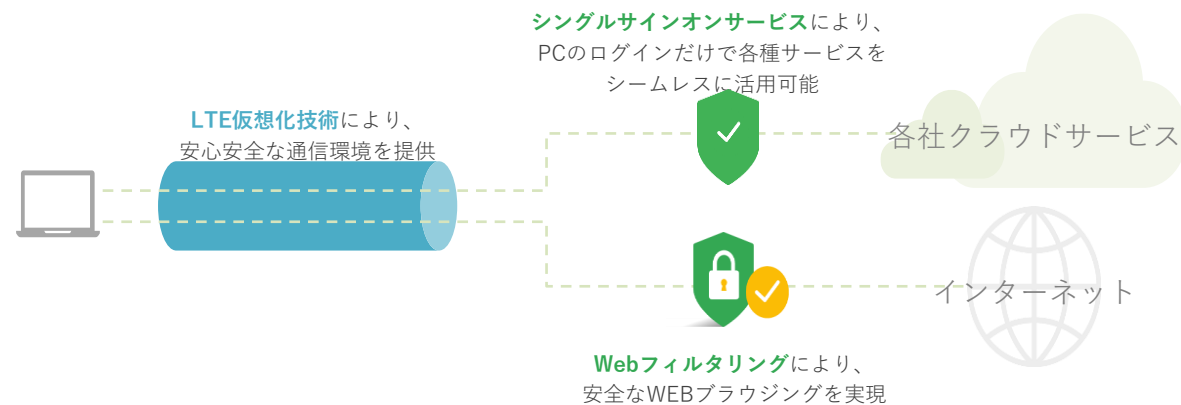 シングルサインオンサービスにより、
PCのログインだけで各種サービスを
シームレスに活用可能
LTE仮想化技術により、
安心安全な通信環境を提供
各社クラウドサービス
インターネット
Webフィルタリングにより、
安全なWEBブラウジングを実現